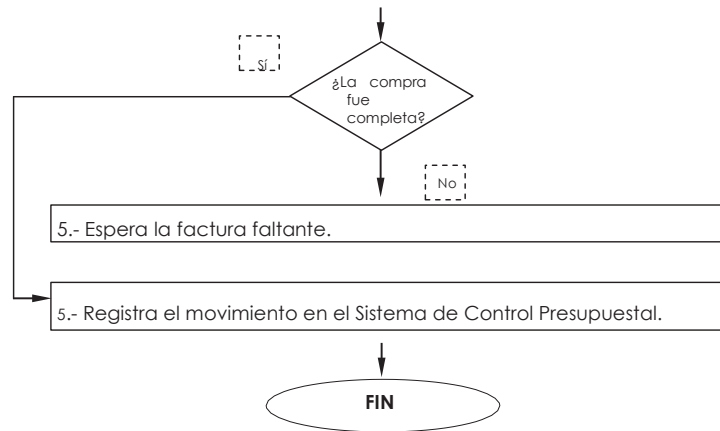 Sí
¿La compra
fue
completa?
No
5.- Espera la factura faltante.
5.- Registra el movimiento en el Sistema de Control Presupuestal.
FIN